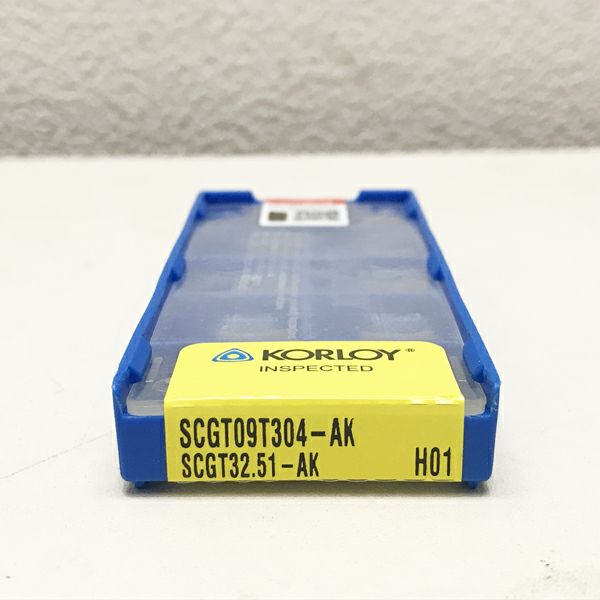 KORLOY®
INSPECTED
SCGT09T304-AK
SCGT32.51-AK H01